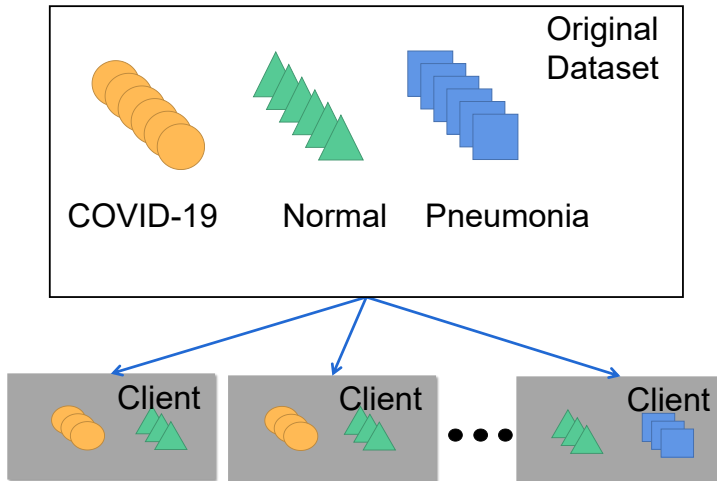 Original
Dataset
COVID-19 Normal Pneumonia
Client Client Client